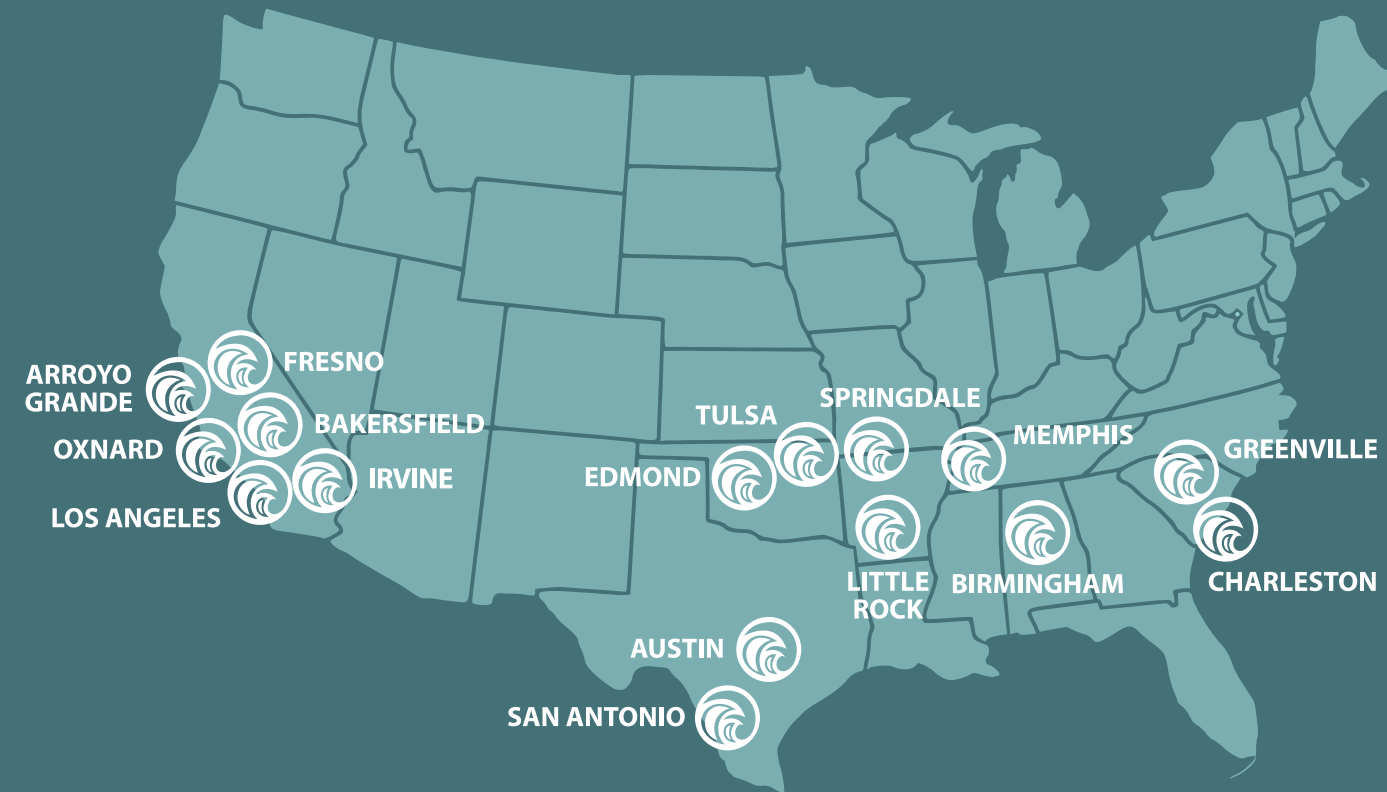 FRESNO
ARROYO
GRANDE
BAKERSFIELD
OXNARD
IRVINE
LOS ANGELES
SPRINGDALE
TULSA
MEMPHIS
EDMOND
GREENVILLE
LITTLE
ROCK
BIRMINGHAM
CHARLESTON
AUSTIN
SAN ANTONIO